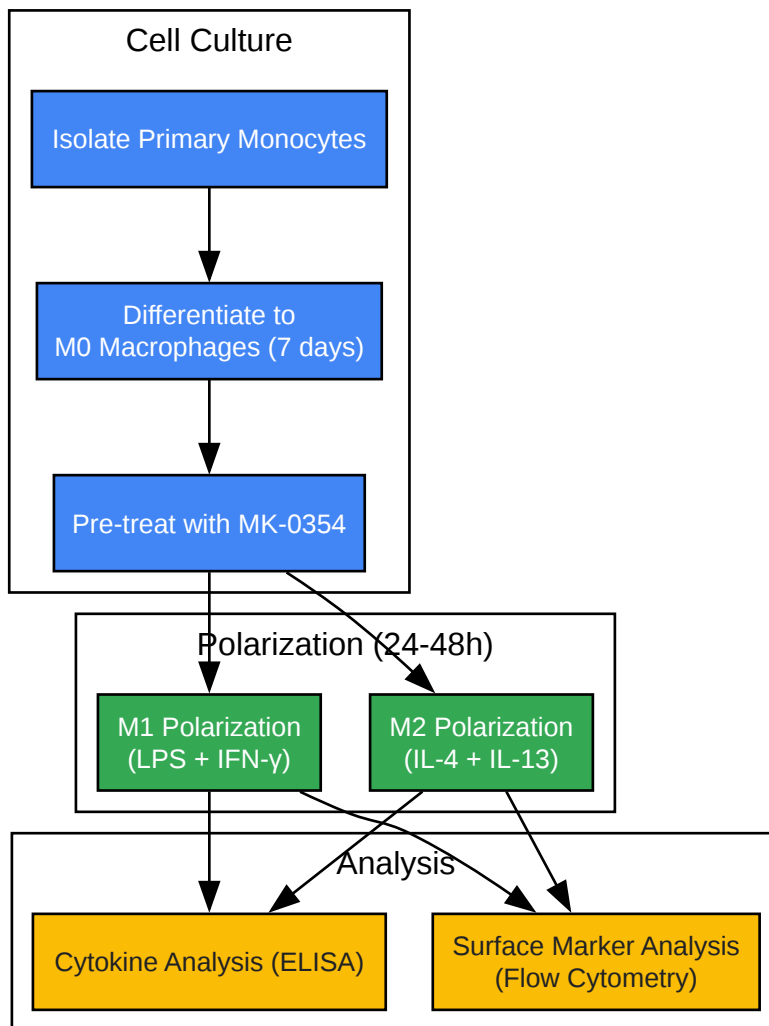 Cell Culture
Isolate Primary Monocytes
Differentiate to
M0 Macrophages (7 days)
Pre-treat with MK-0354
Polarization (24-48h)
M1 Polarization
(LPS + IFN-γ)
M2 Polarization
(IL-4 + IL-13)
Analysis
Cytokine Analysis (ELISA)
Surface Marker Analysis
(Flow Cytometry)